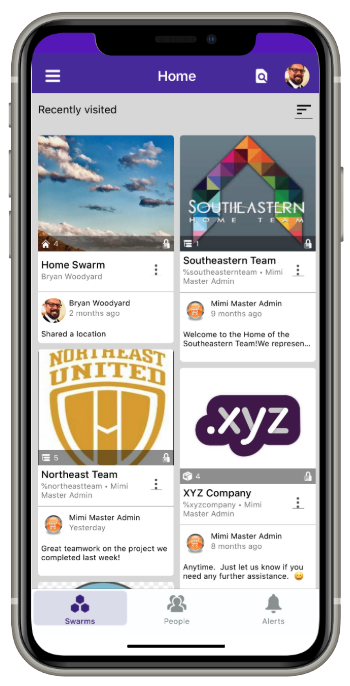 Home
Recently visited
4
Home Swarm
Bryan Woodyard
Bryan Woodyard
2 months ago
Shared a location
SOUTHEASTERN
HOME TEAM
1
Southeastern Team
%southeasternteam • Mimi
Master Admin
Mimi Master Admin
9 months ago
Welcome to the Home of the
Southeastern Team!We represen...
NORTHEAST
UNITED
5
Northeast Team
%northeastteam • Mimi
Master Admin
Mimi Master Admin
Yesterday
Great teamwork on the project we
completed last week!
.xyz
4
XYZ Company
%xyzcompany • Mimi
Master Admin
Mimi Master Admin
8 months ago
Anytime. Just let us know if you
need any further assistance. 😀
Swarms
People
Alerts